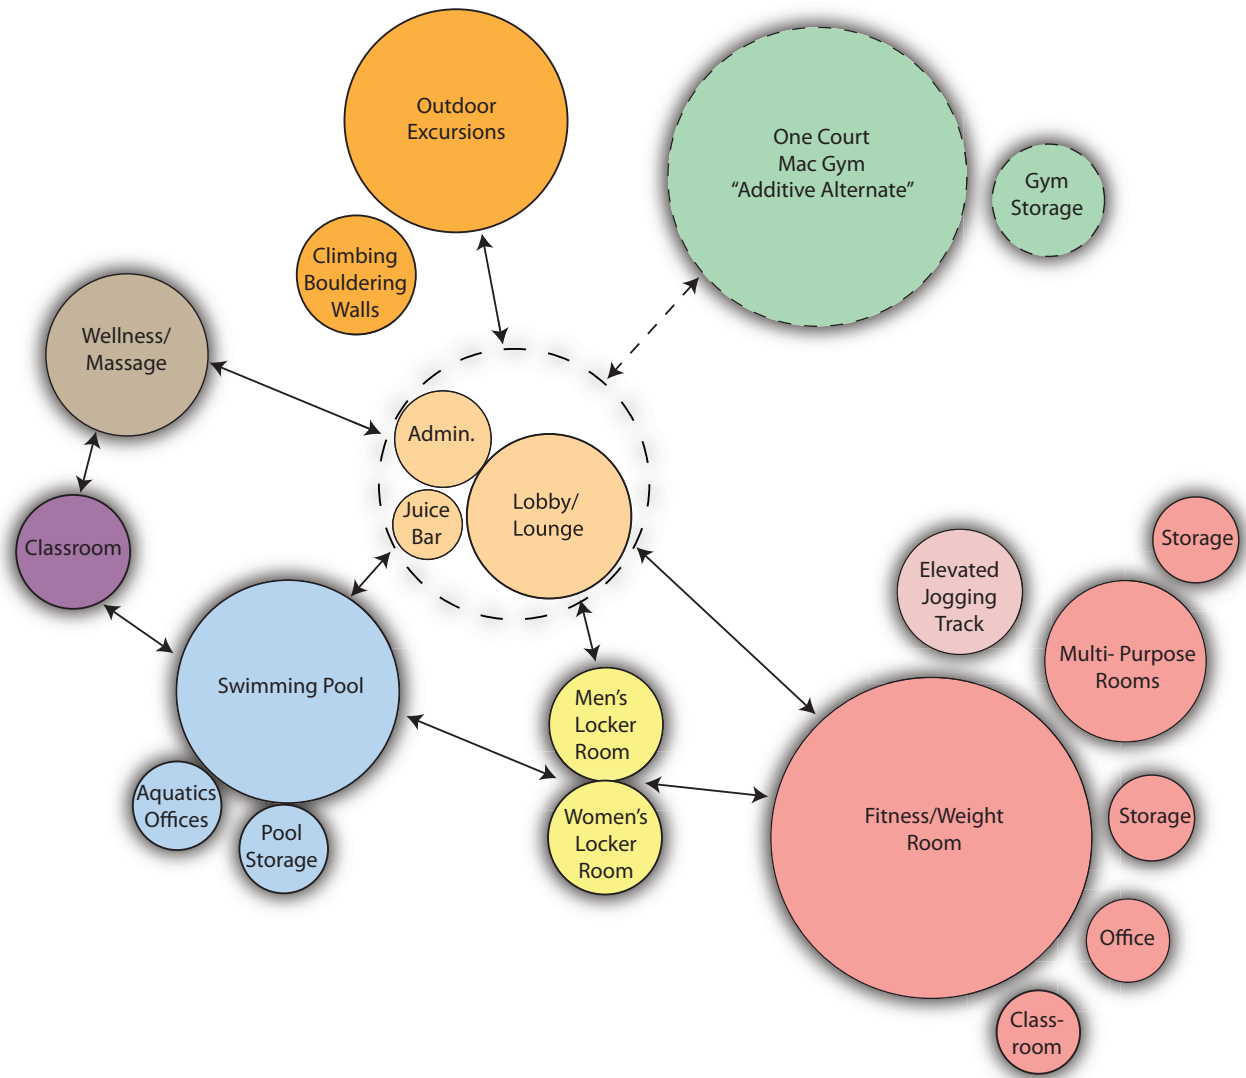 Outdoor
Excursions
One Court
Mac Gym
“Additive Alternate”
Gym
Storage
Climbing
Bouldering
Walls
Wellness/
Massage
Admin.
Juice
Bar
Lobby/
Lounge
Classroom
Storage
Elevated
Jogging
Track
Multi- Purpose
Rooms
Swimming Pool
Men’s
Locker
Room
Aquatics
Offices
Pool
Storage
Women’s
Locker
Room
Fitness/Weight
Room
Storage
Office
Class-
room